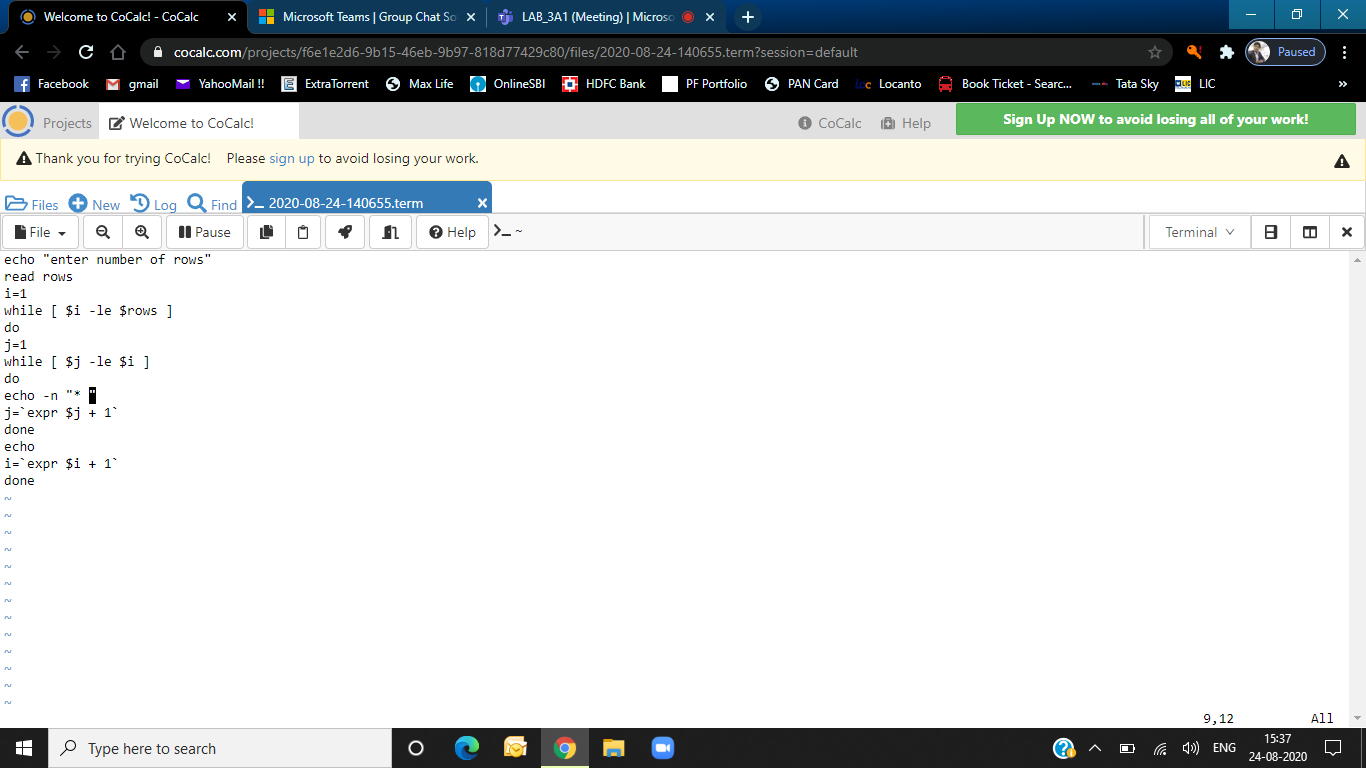 Welcome to CoCalc! - CoCalc
Microsoft Teams | Group Chat So
LAB_3A1 (Meeting) | Microso
cocalc.com/projects/f6e1e2d6-9b15-46eb-9b97-818d77429c80/files/2020-08-24-140655.term?session=default
Paused
Facebook
gmail
YahooMail !!
ExtraTorrent
Max Life
OnlineSBI
HDFC Bank
PF Portfolio
PAN Card
Locanto
Book Ticket - Searc...
Tata Sky
LIC
»
Projects
Welcome to CoCalc!
CoCalc
Help
Sign Up NOW to avoid losing all of your work!
Thank you for trying CoCalc! Please sign up to avoid losing your work.
Files
New
Log
Find
2020-08-24-140655.term
File
Pause
Help
~
Terminal
echo "enter number of rows"
read rows
i=1
while [ $i -le $rows ]
do
j=1
while [ $j -le $i ]
do
echo -n "* "
j=`expr $j + 1`
done
echo
i=`expr $i + 1`
done
~
~
~
~
~
~
~
~
~
~
~
~
~
9,12 All
Type here to search
ENG
15:37
24-08-2020